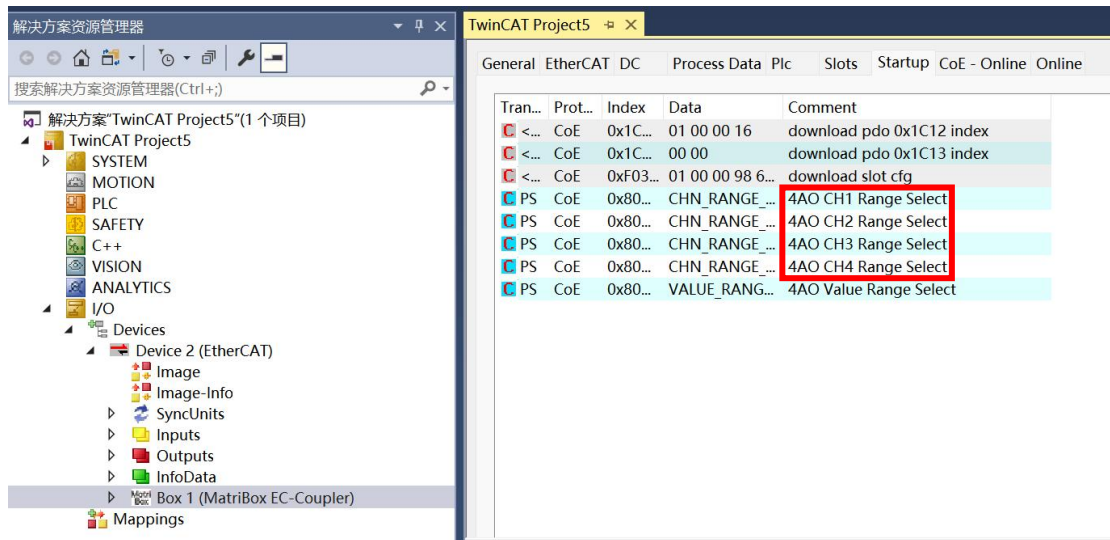 解决方案资源管理器
搜索解决方案资源管理器(Ctrl+;)
解决方案"TwinCAT Project5"(1 个项目)
TwinCAT Project5
SYSTEM
MOTION
PLC
SAFETY
C++
VISION
ANALYTICS
I/O
Devices
Device 2 (EtherCAT)
Image
Image-Info
SyncUnits
Inputs
Outputs
InfoData
Box 1 (MatriBox EC-Coupler)
Mappings
TwinCAT Project5
General EtherCAT DC Process Data Plc Slots Startup CoE - Online Online
Tran... Prot... Index Data Comment
C <... CoE 0x1C... 01 00 00 16 download pdo 0x1C12 index
C <... CoE 0x1C... 00 00 download pdo 0x1C13 index
C <... CoE 0xF03... 01 00 00 98 6... download slot cfg
C PS CoE 0x80... CHN_RANGE_... 4AO CH1 Range Select
C PS CoE 0x80... CHN_RANGE_... 4AO CH2 Range Select
C PS CoE 0x80... CHN_RANGE_... 4AO CH3 Range Select
C PS CoE 0x80... CHN_RANGE_... 4AO CH4 Range Select
C PS CoE 0x80... VALUE_RANG... 4AO Value Range Select